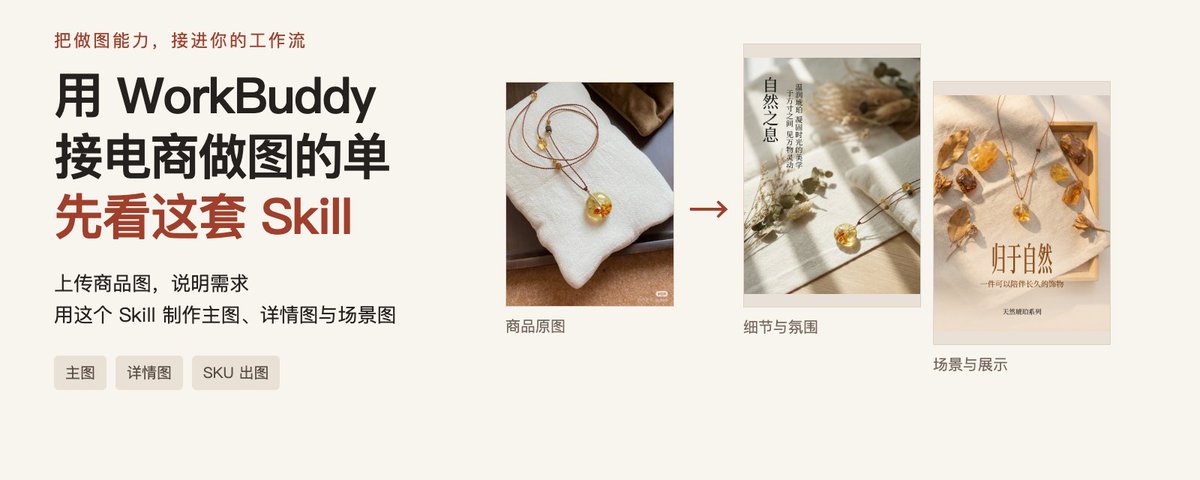 把做图能力，接进你的工作流
用 WorkBuddy
接电商做图的单
先看这套 Skill
上传商品图，说明需求
用这个 Skill 制作主图、详情图与场景图
主图
详情图
SKU 出图
商品原图
自然之息
温润琥珀 凝固时光的美学
于方寸之间 见万物灵动
细节与氛围
归于自然
一件可以陪伴长久的饰物
天然琥珀系列
场景与展示